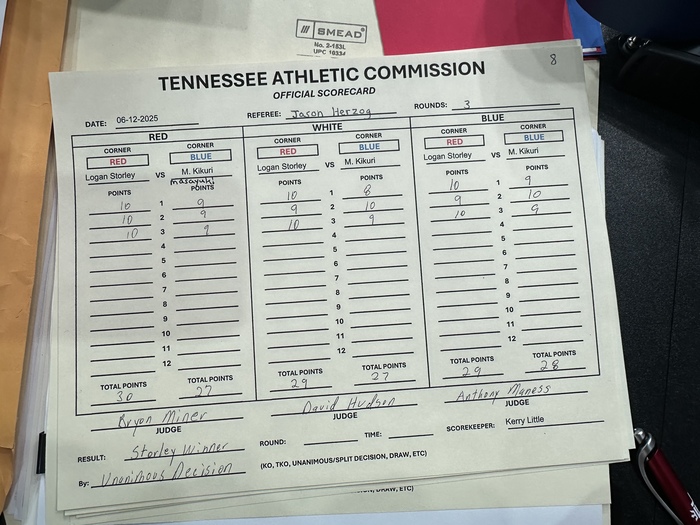 SMEAD®
No. 2-153L
UPC 10334
8
TENNESSEE ATHLETIC COMMISSION
OFFICIAL SCORECARD
DATE: 06-12-2025 REFEREE: Jason Herzog ROUNDS: 3
RED WHITE BLUE
CORNER CORNER CORNER CORNER CORNER CORNER
RED BLUE RED BLUE RED BLUE
Logan Storley VS M. Kikuri Logan Storley VS M. Kikuri Logan Storley VS M. Kikuri
masayuki
POINTS POINTS POINTS POINTS POINTS POINTS
10 1 9 10 1 8 10 1 9
10 2 9 9 2 10 9 2 10
10 3 9 10 3 9 10 3 9
4 4 4
5 5 5
6 6 6
7 7 7
8 8 8
9 9 9
10 10 10
11 11 11
12 12 12
TOTAL POINTS TOTAL POINTS TOTAL POINTS TOTAL POINTS TOTAL POINTS TOTAL POINTS
30 27 29 27 29 28
Bryon Miner David Hudson Anthony Maness
JUDGE JUDGE JUDGE
RESULT: Storley Winner ROUND: TIME: SCOREKEEPER: Kerry Little
By: Unanimous Decision (KO, TKO, UNANIMOUS/SPLIT DECISION, DRAW, ETC)
DRAW, ETC)